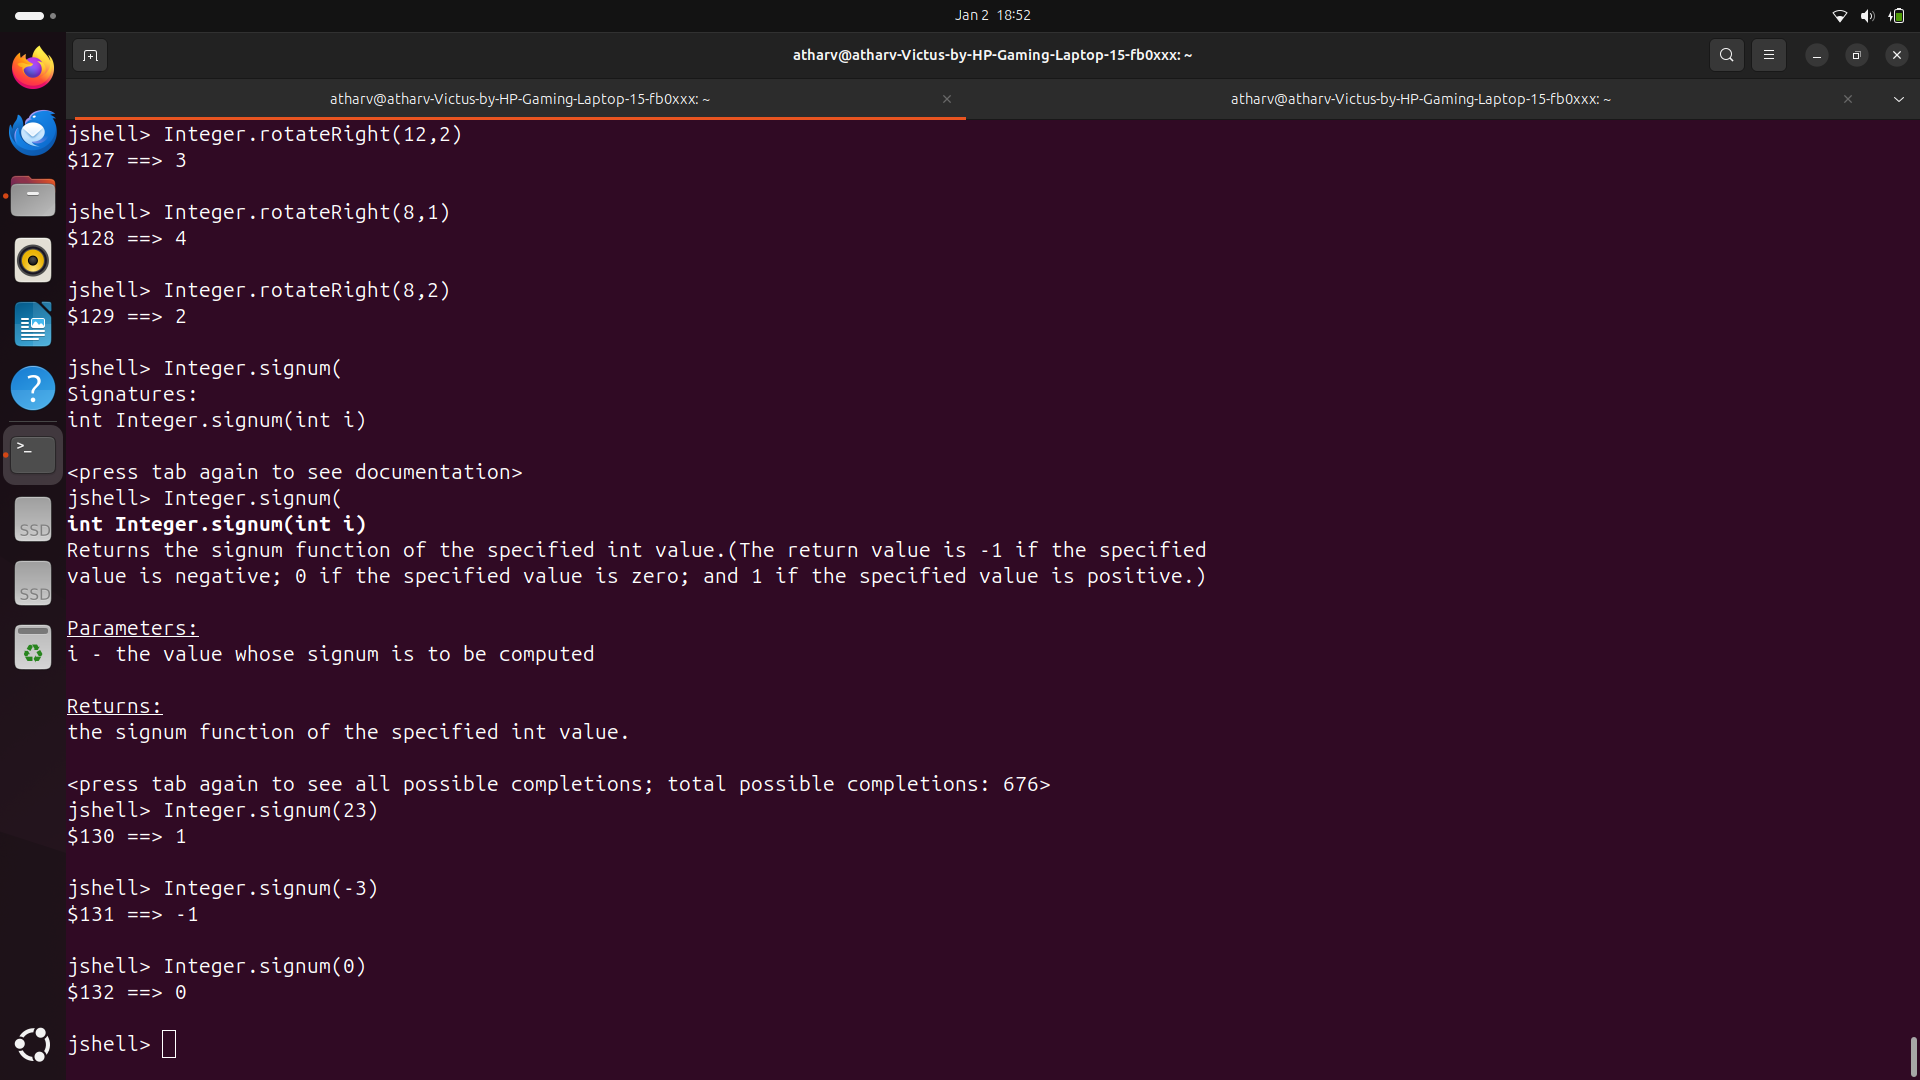 Jan 2 18:52
atharv@atharv-Victus-by-HP-Gaming-Laptop-15-fb0xxx: ~
atharv@atharv-Victus-by-HP-Gaming-Laptop-15-fb0xxx: ~
atharv@atharv-Victus-by-HP-Gaming-Laptop-15-fb0xxx: ~
jshell> Integer.rotateRight(12,2)
$127 ==> 3
jshell> Integer.rotateRight(8,1)
$128 ==> 4
jshell> Integer.rotateRight(8,2)
$129 ==> 2
jshell> Integer.signum(
Signatures:
int Integer.signum(int i)
<press tab again to see documentation>
jshell> Integer.signum(
int Integer.signum(int i)
Returns the signum function of the specified int value.(The return value is -1 if the specified
value is negative; 0 if the specified value is zero; and 1 if the specified value is positive.)
Parameters:
i - the value whose signum is to be computed
Returns:
the signum function of the specified int value.
<press tab again to see all possible completions; total possible completions: 676>
jshell> Integer.signum(23)
$130 ==> 1
jshell> Integer.signum(-3)
$131 ==> -1
jshell> Integer.signum(0)
$132 ==> 0
jshell>
?
>_
SSD
SSD